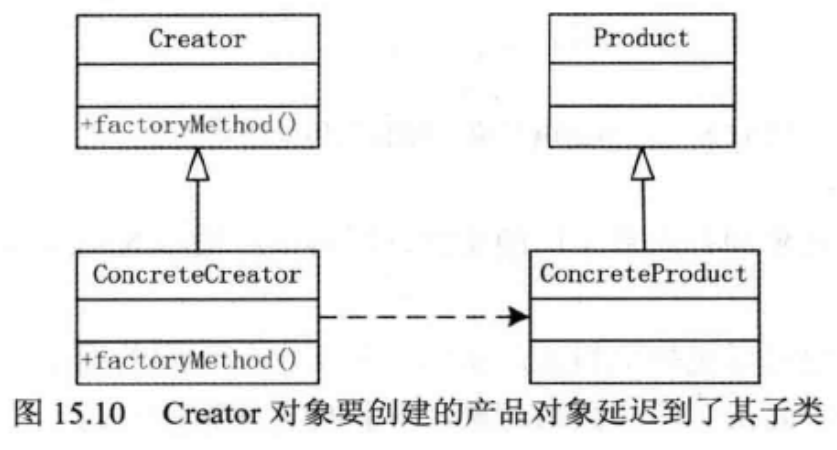 Creator
Product
+factoryMethod()
ConcreteCreator
ConcreteProduct
+factoryMethod()
图 15.10 Creator 对象要创建的产品对象延迟到了其子类